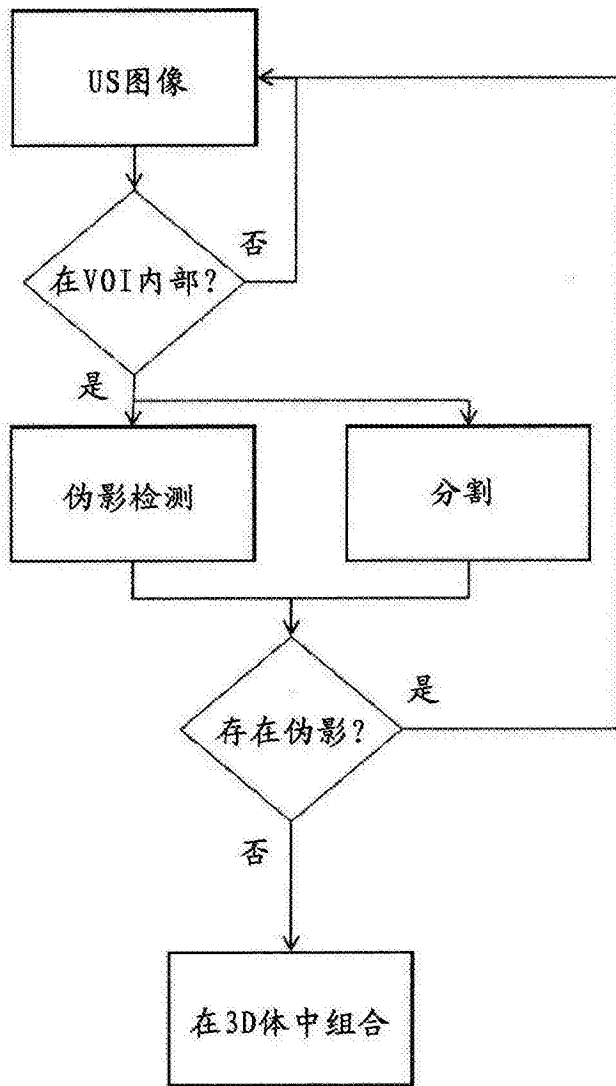 US图像
否
在VOI内部？
是
伪影检测
分割
是
存在伪影？
否
在3D体中组合